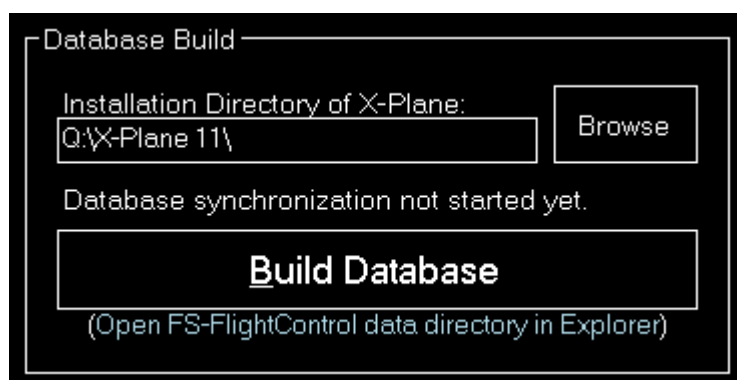 Database Build
Installation Directory of X-Plane:
Q:\X-Plane 11\
Browse
Database synchronization not started yet.
Build Database
(Open FS-FlightControl data directory in Explorer)